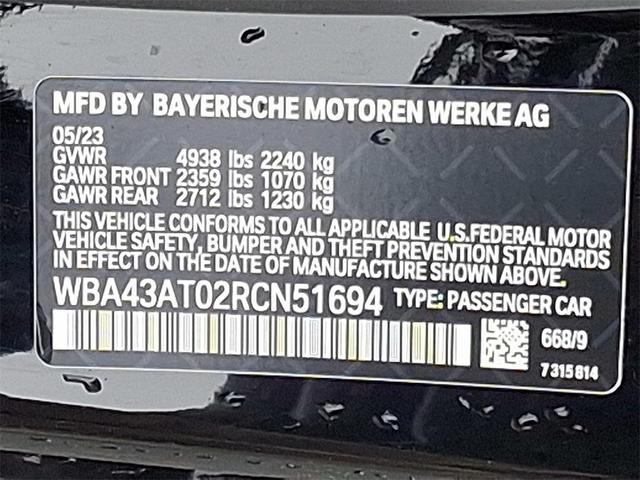 MFD BY BAYERISCHE MOTOREN WERKE AG
05/23
GVWR 4938 lbs 2240 kg
GAWR FRONT 2359 lbs 1070 kg
GAWR REAR 2712 lbs 1230 kg
THIS VEHICLE CONFORMS TO ALL APPLICABLE U.S.FEDERAL MOTOR
VEHICLE SAFETY, BUMPER AND THEFT PREVENTION STANDARDS
IN EFFECT ON THE DATE OF MANUFACTURE SHOWN ABOVE.
WBA43AT02RCN51694 TYPE: PASSENGER CAR
668/9
7315814